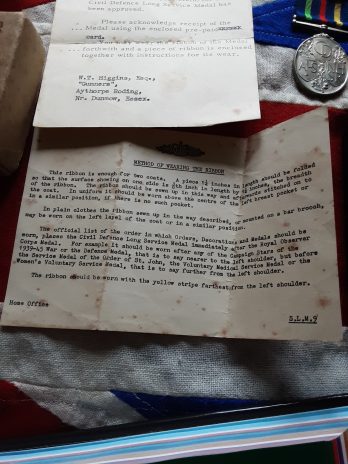 Civil Defence Long Service Medal has
been approved.
Please acknowledge receipt of the
Medal using the enclosed pre-paid
card.
forthwith and a piece of ribbon is enclosed
together with instructions for its wear.
W.T. Higgins, Esq.,
"Gunners",
Aythorpe Roding,
Nr. Dunmow, Essex.
METHOD OF WEARING THE RIBBON
This ribbon is enough for two coats. A piece 1½ inches in length should be folded
so that the surface showing on one side is inch in length by inches, the breadth
of the ribbon. The ribbon should be sewn up in this way and afterwards stitched on to
the coat. In uniform it should be worn above the centre of the left breast pocket or
in a similar position, if there is no such pocket.
In plain clothes the ribbon sewn up in the way described, or mounted on a bar brooch,
may be worn on the left lapel of the coat or in a similar position.
The official list of the order in which Orders, Decorations and Medals should be
worn, places the Civil Defence Long Service Medal immediately after the Royal Observer
Corps Medal. For example it should be worn after any of the Campaign Stars of the
1939-45 War or the Defence Medal, that is to say nearer to the left shoulder, but before
the Service Medal of the Order of St. John, the Voluntary Medical Service Medal or the
Women's Voluntary Service Medal, that is to say further from the left shoulder.
The ribbon should be worn with the yellow stripe farthest from the left shoulder.
Home Office
S.L.M.9